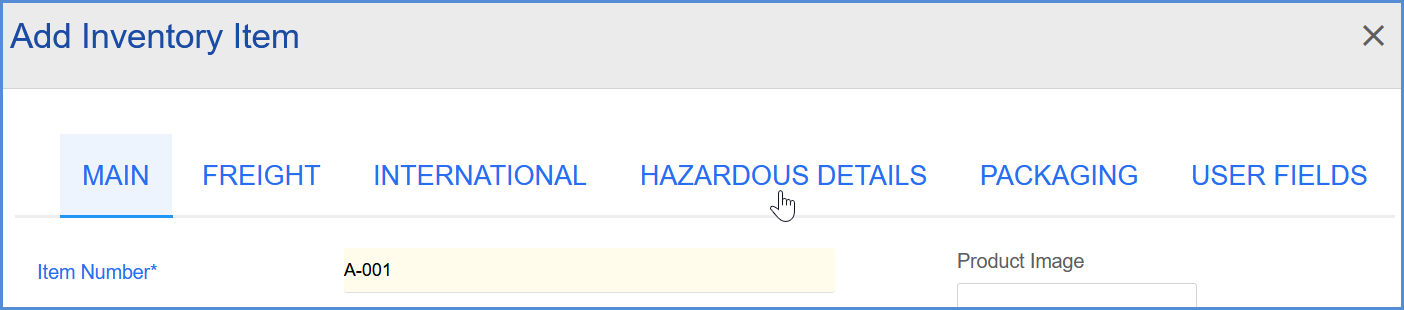 Add Inventory Item
MAIN FREIGHT INTERNATIONAL HAZARDOUS DETAILS PACKAGING USER FIELDS
Item Number* A-001
Product Image